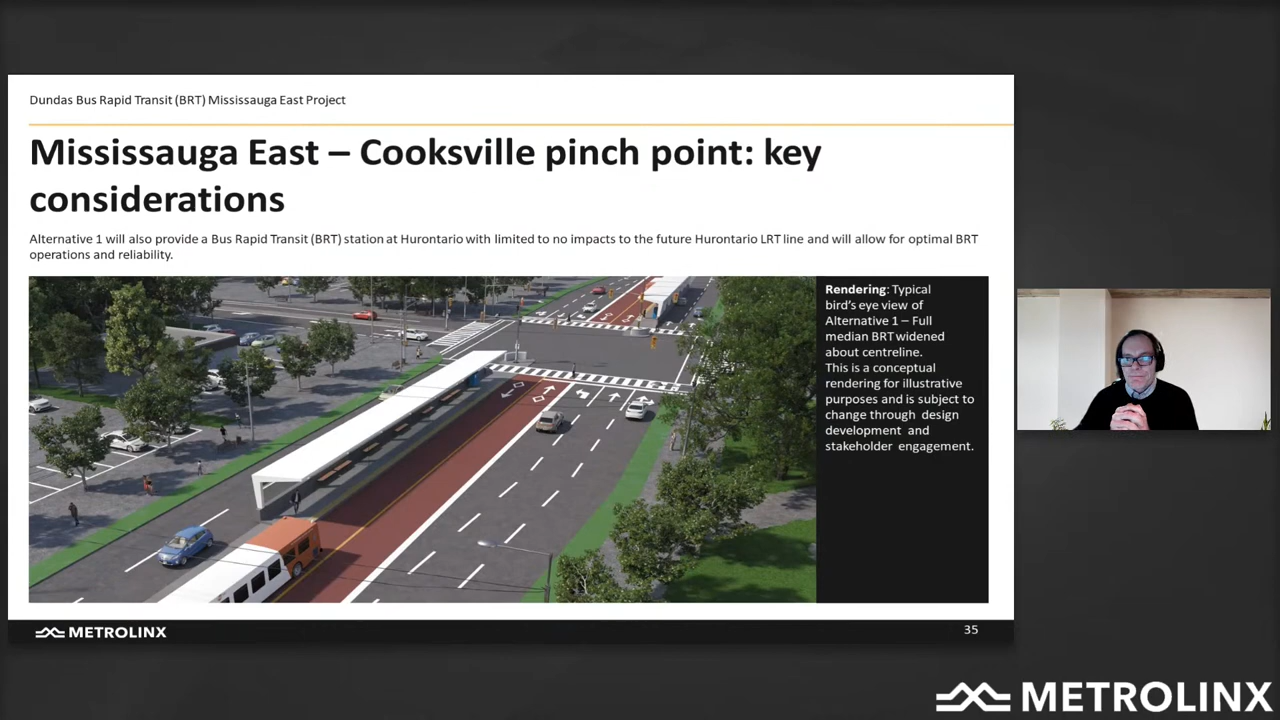 Dundas Bus Rapid Transit (BRT) Mississauga East Project
Mississauga East – Cooksville pinch point: key
considerations
Alternative 1 will also provide a Bus Rapid Transit (BRT) station at Hurontario with limited to no impacts to the future Hurontario LRT line and will allow for optimal BRT
operations and reliability.
Rendering: Typical
bird's eye view of
Alternative 1 – Full
median BRT widened
about centreline.
This is a conceptual
rendering for illustrative
purposes and is subject to
change through design
development and
stakeholder engagement.
METROLINX
35
METROLINX